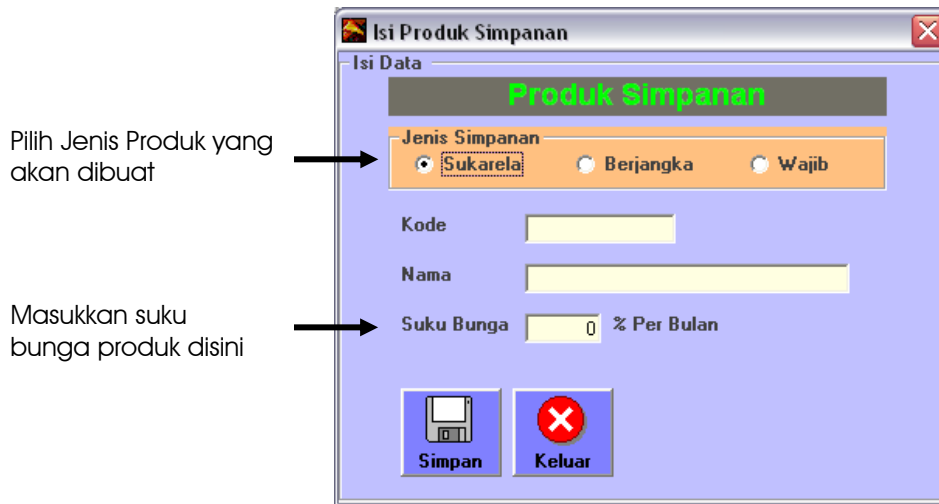 Isi Produk Simpanan
Isi Data
Produk Simpanan
Pilih Jenis Produk yang
akan dibuat
Jenis Simpanan
Sukarela Berjangka Wajib
Kode
Nama
Masukkan suku
bunga produk disini
Suku Bunga 0 % Per Bulan
Simpan Keluar